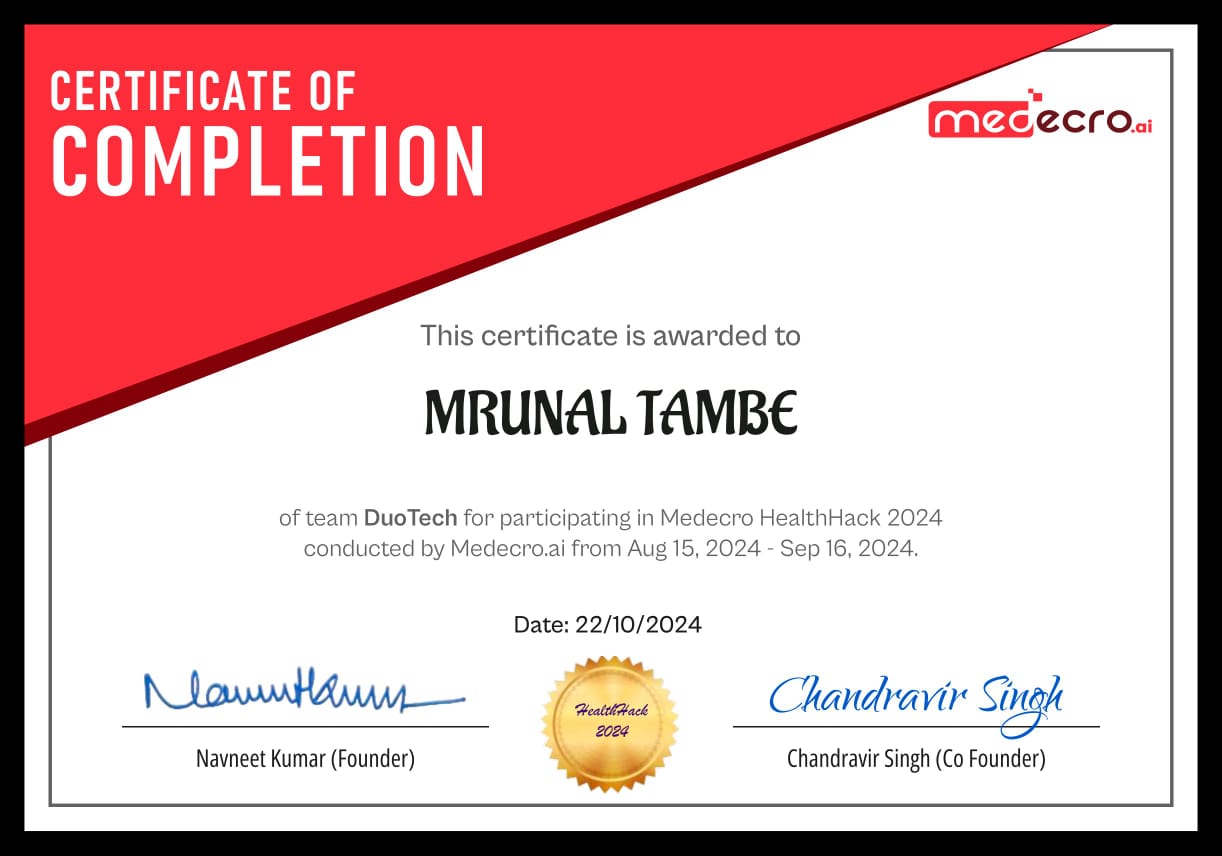 CERTIFICATE OF
COMPLETION
medecro.ai
This certificate is awarded to
MRUNAL TAMBE
of team DuoTech for participating in Medecro HealthHack 2024
conducted by Medecro.ai from Aug 15, 2024 - Sep 16, 2024.
Date: 22/10/2024
HealthHack
2024
Chandravir Singh
Navneet Kumar (Founder)
Chandravir Singh (Co Founder)